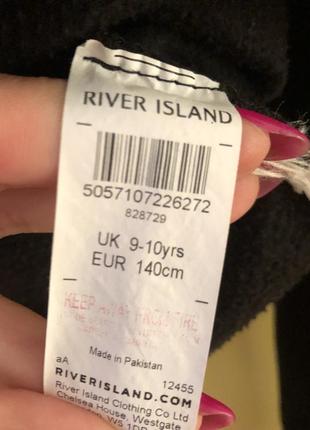 RIVER ISLAND
5057107226272
828729
UK 9-10yrs
EUR 140cm
KEEP AWAY FROM FIRE
Made in Pakistan
aA 12455
RIVERISLAND.COM
River Island Clothing Co Ltd
Chelsea House, Westgate